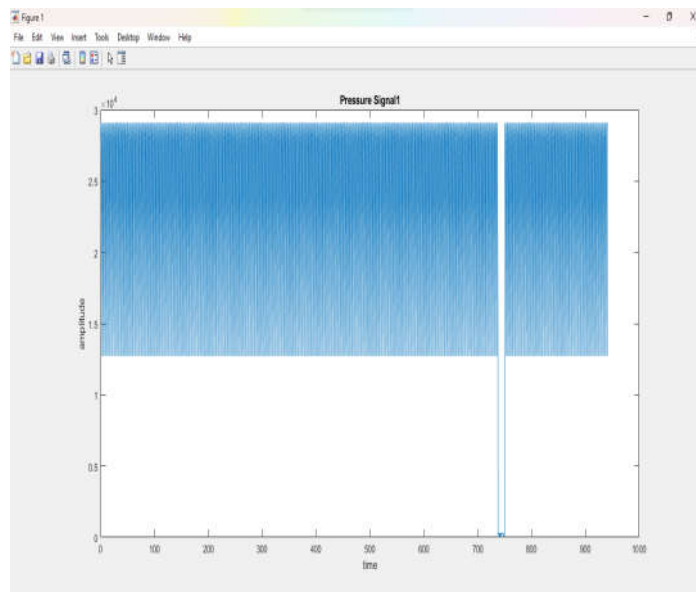 Figure 1
File Edit View Insert Tools Desktop Window Help
Pressure Signal1
×10⁴
3
2.5
2
1.5
1
0.5
0
amplitude
0 100 200 300 400 500 600 700 800 900 1000
time